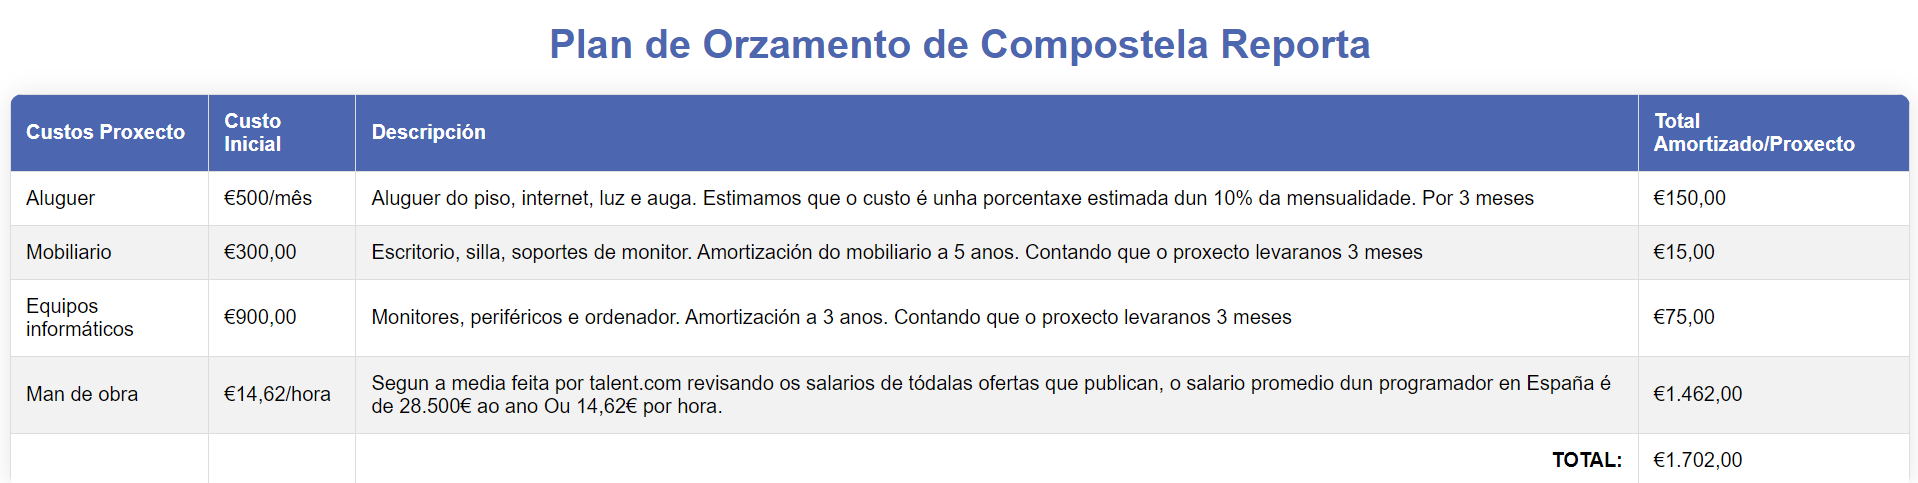 Plan de Orzamento de Compostela Reporta
Custos Proxecto
Custo
Inicial
Descripción
Total
Amortizado/Proxecto
Aluguer
€500/mês
Aluguer do piso, internet, luz e auga. Estimamos que o custo é unha porcentaxe estimada dun 10% da mensualidade. Por 3 meses
€150,00
Mobiliario
€300,00
Escritorio, silla, soportes de monitor. Amortización do mobiliario a 5 anos. Contando que o proxecto levaranos 3 meses
€15,00
Equipos
informáticos
€900,00
Monitores, periféricos e ordenador. Amortización a 3 anos. Contando que o proxecto levaranos 3 meses
€75,00
Man de obra
€14,62/hora
Segun a media feita por talent.com revisando os salarios de tódalas ofertas que publican, o salario promedio dun programador en España é
de 28.500€ ao ano Ou 14,62€ por hora.
€1.462,00
TOTAL:
€1.702,00